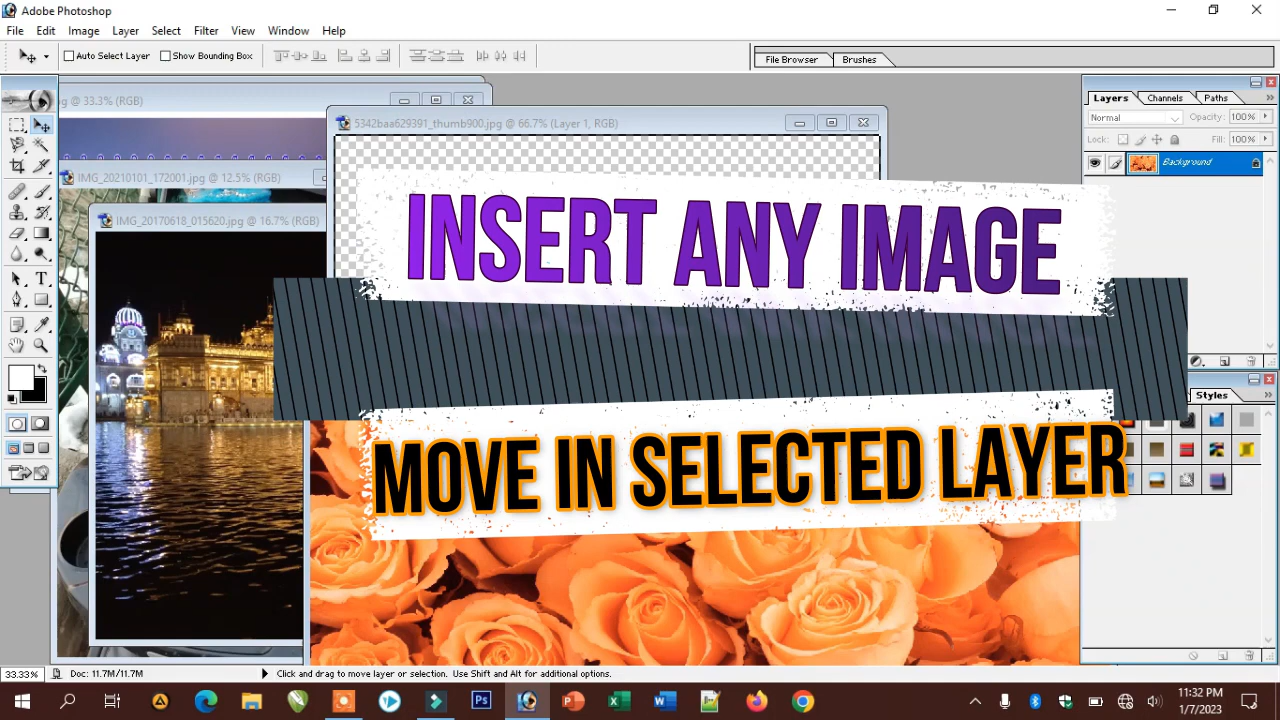 Adobe Photoshop
File Edit Image Layer Select Filter View Window Help
Auto Select Layer Show Bounding Box
File Browser Brushes
.jpg @ 33.3% (RGB)
5342baa629391_thumb900.jpg @ 66.7% (Layer 1, RGB)
IMG_20210101_172001.jpg @ 12.5% (RGB)
IMG_20170618_015620.jpg @ 16.7% (RGB)
Layers Channels Paths
Normal Opacity: 100%
Lock: Fill: 100%
Background
INSERT ANY IMAGE
MOVE IN SELECTED LAYER
Styles
33.33% Doc: 11.7M/11.7M Click and drag to move layer or selection. Use Shift and Alt for additional options.
11:32 PM
1/7/2023